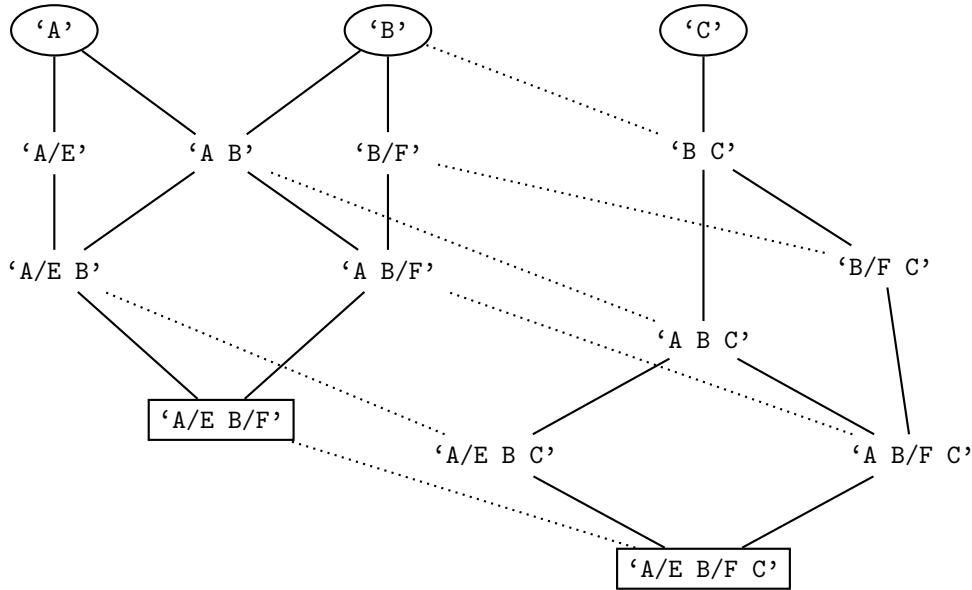 ‘A’
‘B’
‘C’
‘A/E’
‘A B’
‘B/F’
‘B C’
‘A/E B’
‘A B/F’
‘B/F C’
‘A B C’
‘A/E B/F’
‘A/E B C’
‘A B/F C’
‘A/E B/F C’